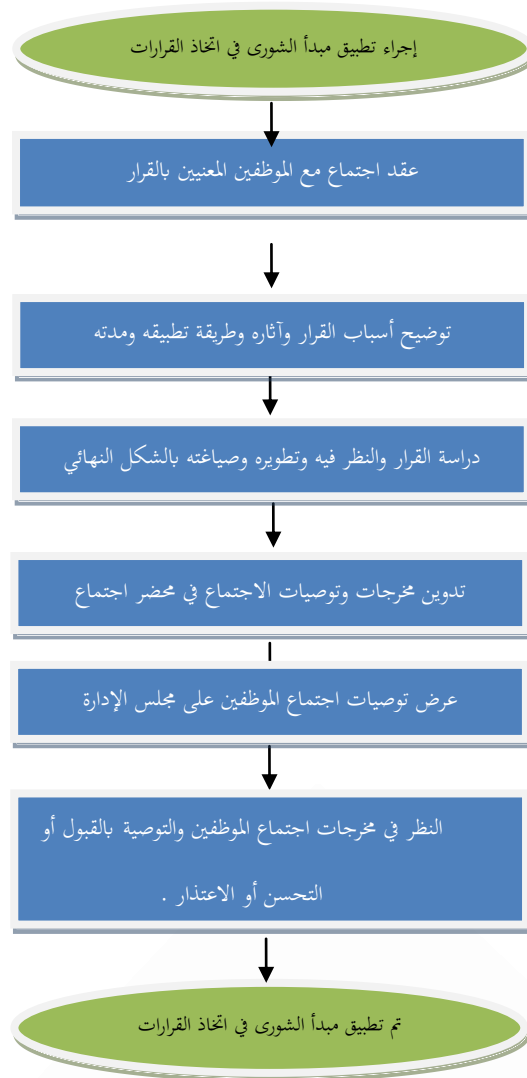 إجراء تطبيق مبدأ الشورى في اتخاذ القرارات
عقد اجتماع مع الموظفين المعنيين بالقرار
توضيح أسباب القرار وآثاره وطريقة تطبيقه ومدته
دراسة القرار والنظر فيه وتطويره وصياغته بالشكل النهائي
تدوين مخرجات وتوصيات الاجتماع في محضر اجتماع
عرض توصيات اجتماع الموظفين على مجلس الإدارة
النظر في مخرجات اجتماع الموظفين والتوصية بالقبول أو
التحسن أو الاعتذار .
تم تطبيق مبدأ الشورى في اتخاذ القرارات